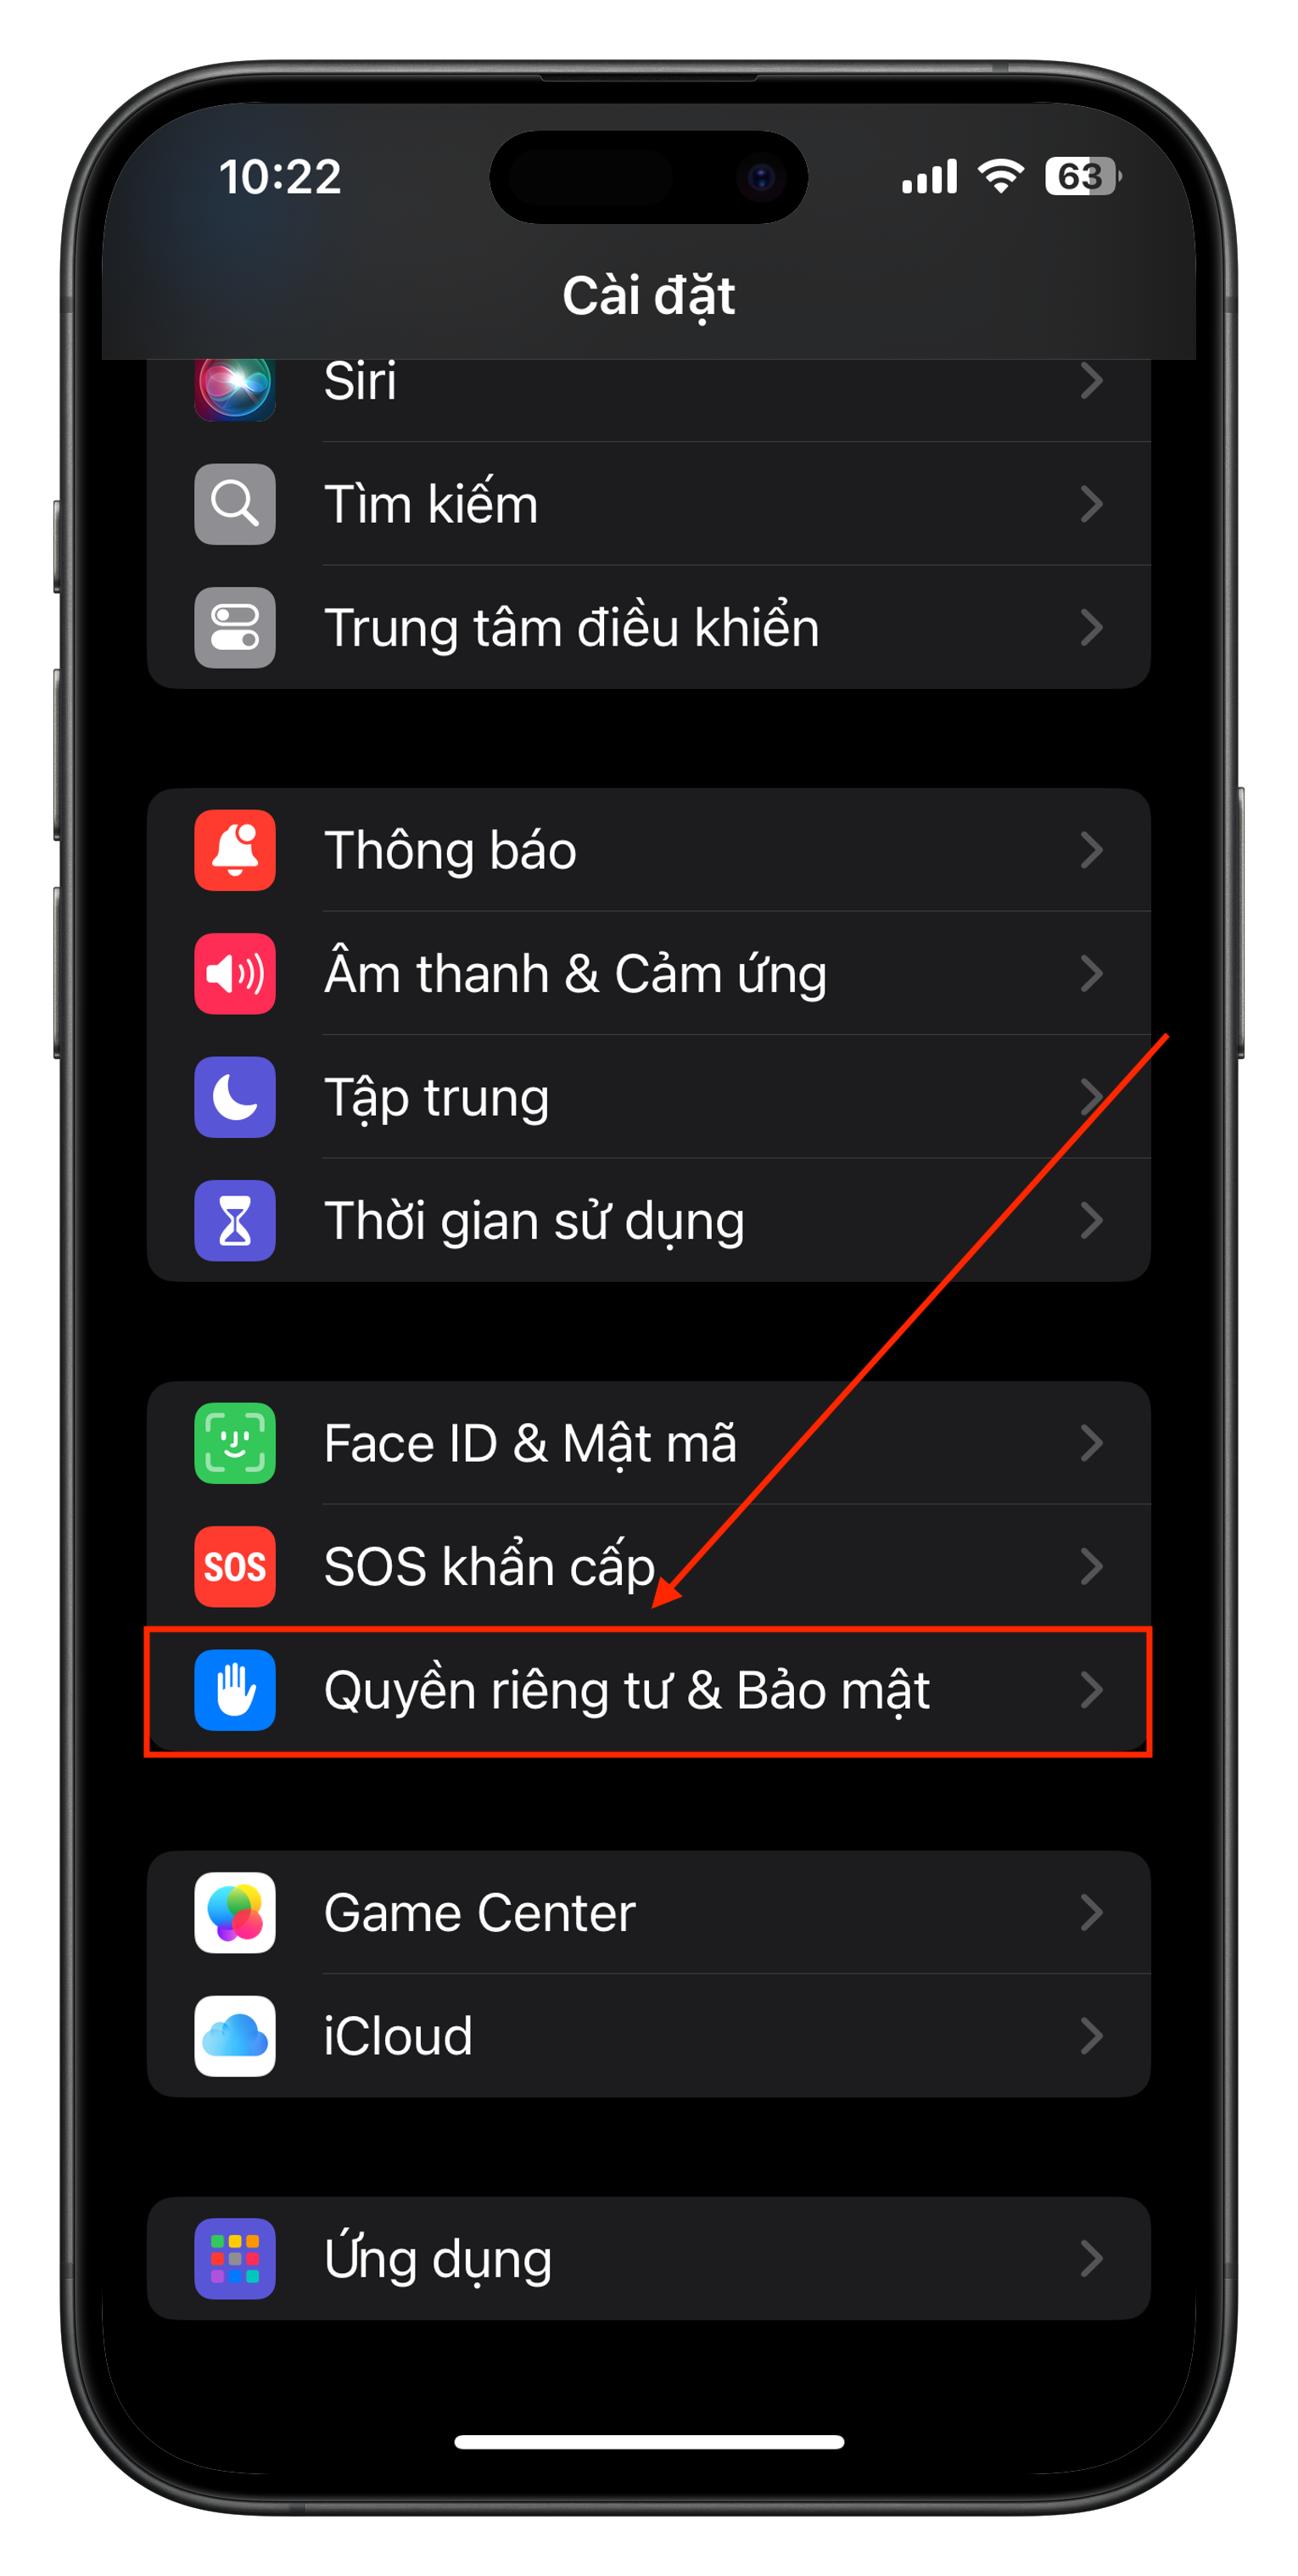 10:22
63
Cài đặt
Siri
Tìm kiếm
Trung tâm điều khiển
Thông báo
Âm thanh & Cảm ứng
Tập trung
Thời gian sử dụng
Face ID & Mật mã
SOS SOS khẩn cấp
Quyền riêng tư & Bảo mật
Game Center
iCloud
Ứng dụng